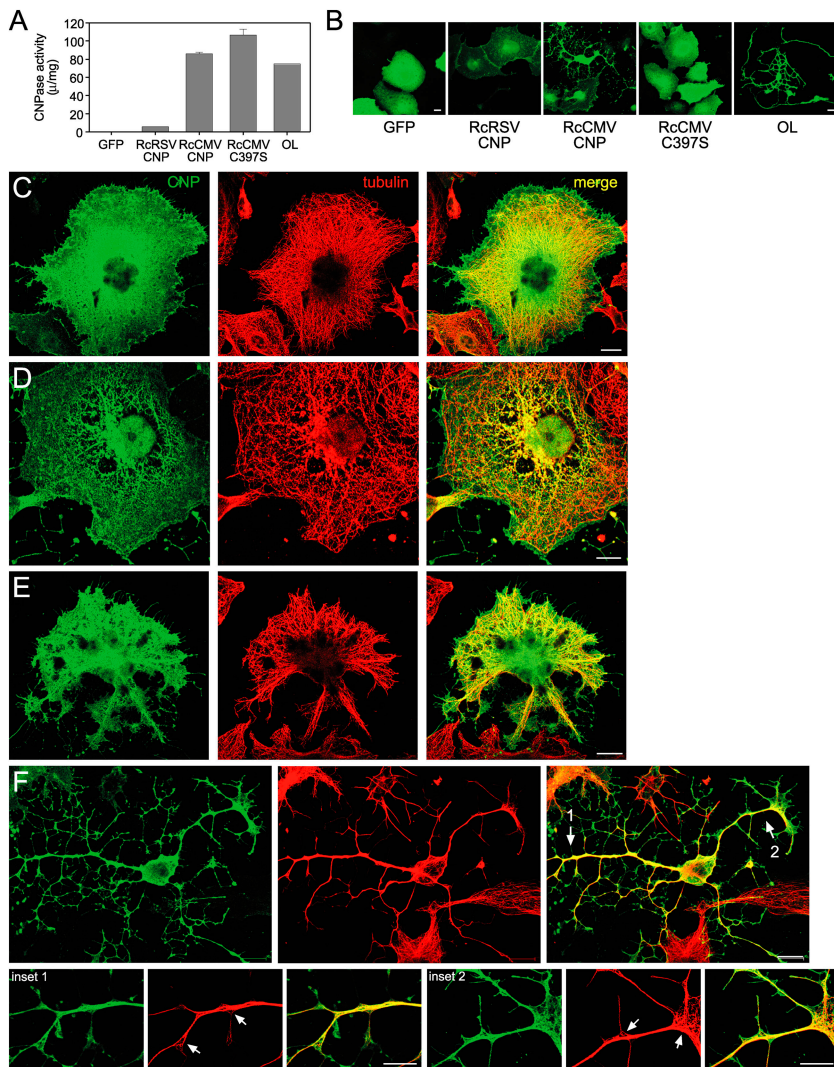 A
CNPase activity
(µ/mg)
120
100
80
60
40
20
0
GFP
RcRSV
CNP
RcCMV
CNP
RcCMV
C397S
OL
B
GFP
RcRSV
CNP
RcCMV
CNP
RcCMV
C397S
OL
C
CNP
tubulin
merge
D
E
F
1
2
inset 1
inset 2